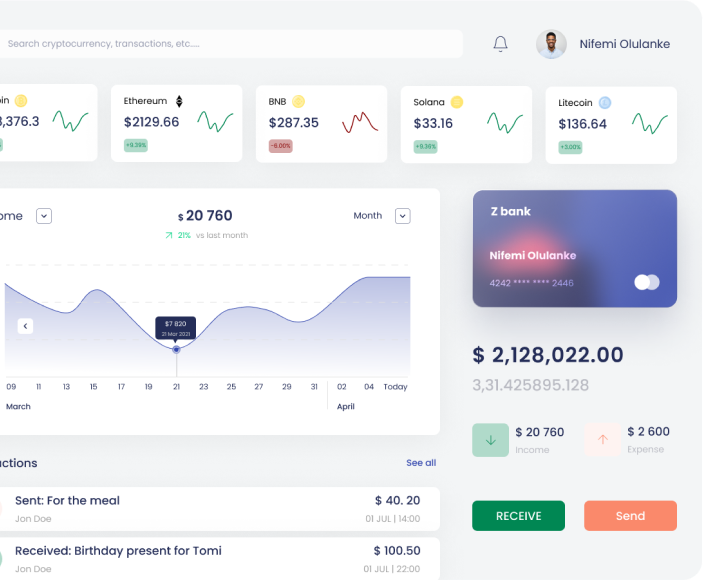 Search cryptocurrency, transactions, etc.....
Nifemi Olulanke
in
3,376.3
%
Ethereum
$2129.66
+9.39%
BNB
$287.35
-6.00%
Solana
$33.16
+9.36%
Litecoin
$136.64
+3.00%
ome
$ 20 760
21% vs last month
Month
$7 820
21 Mar 2021
09 11 13 15 17 19 21 23 25 27 29 31 02 04 Today
March April
Z bank
Nifemi Olulanke
4242 **** **** 2446
$ 2,128,022.00
3,31.425895.128
$ 20 760
Income
$ 2 600
Expense
RECEIVE
Send
actions
See all
Sent: For the meal
$ 40. 20
Jon Doe
01 JUL | 14:00
Received: Birthday present for Tomi
$ 100.50
Jon Doe
01 JUL | 22:00